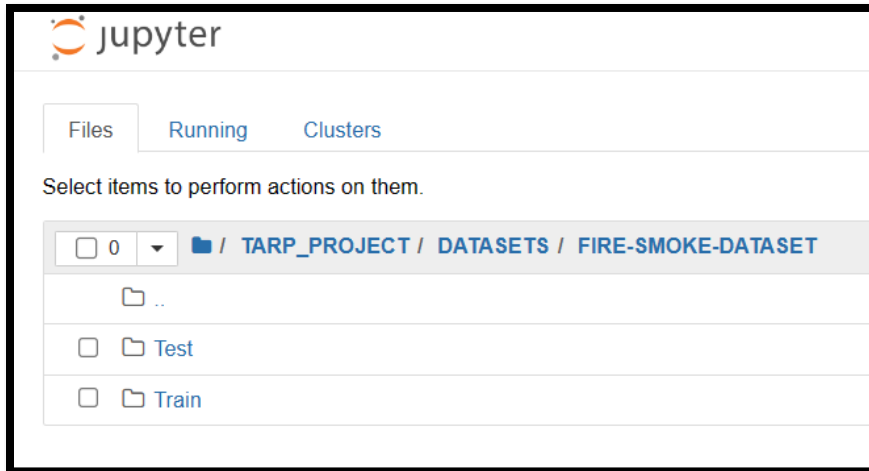 jupyter
Files Running Clusters
Select items to perform actions on them.
0 / TARP_PROJECT / DATASETS / FIRE-SMOKE-DATASET
..
Test
Train